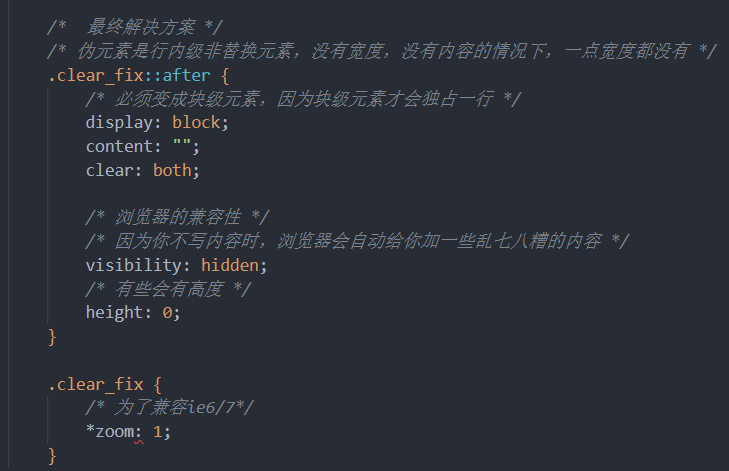 /*  最终解决方案 */
/* 伪元素是行内级非替换元素，没有宽度，没有内容的情况下，一点宽度都没有 */
.clear_fix::after {
/* 必须变成块级元素，因为块级元素才会独占一行 */
display: block;
content: "";
clear: both;
/* 浏览器的兼容性 */
/* 因为你不写内容时，浏览器会自动给你加一些乱七八糟的内容 */
visibility: hidden;
/* 有些会有高度 */
height: 0;
}
.clear_fix {
/* 为了兼容ie6/7*/
*zoom: 1;
}